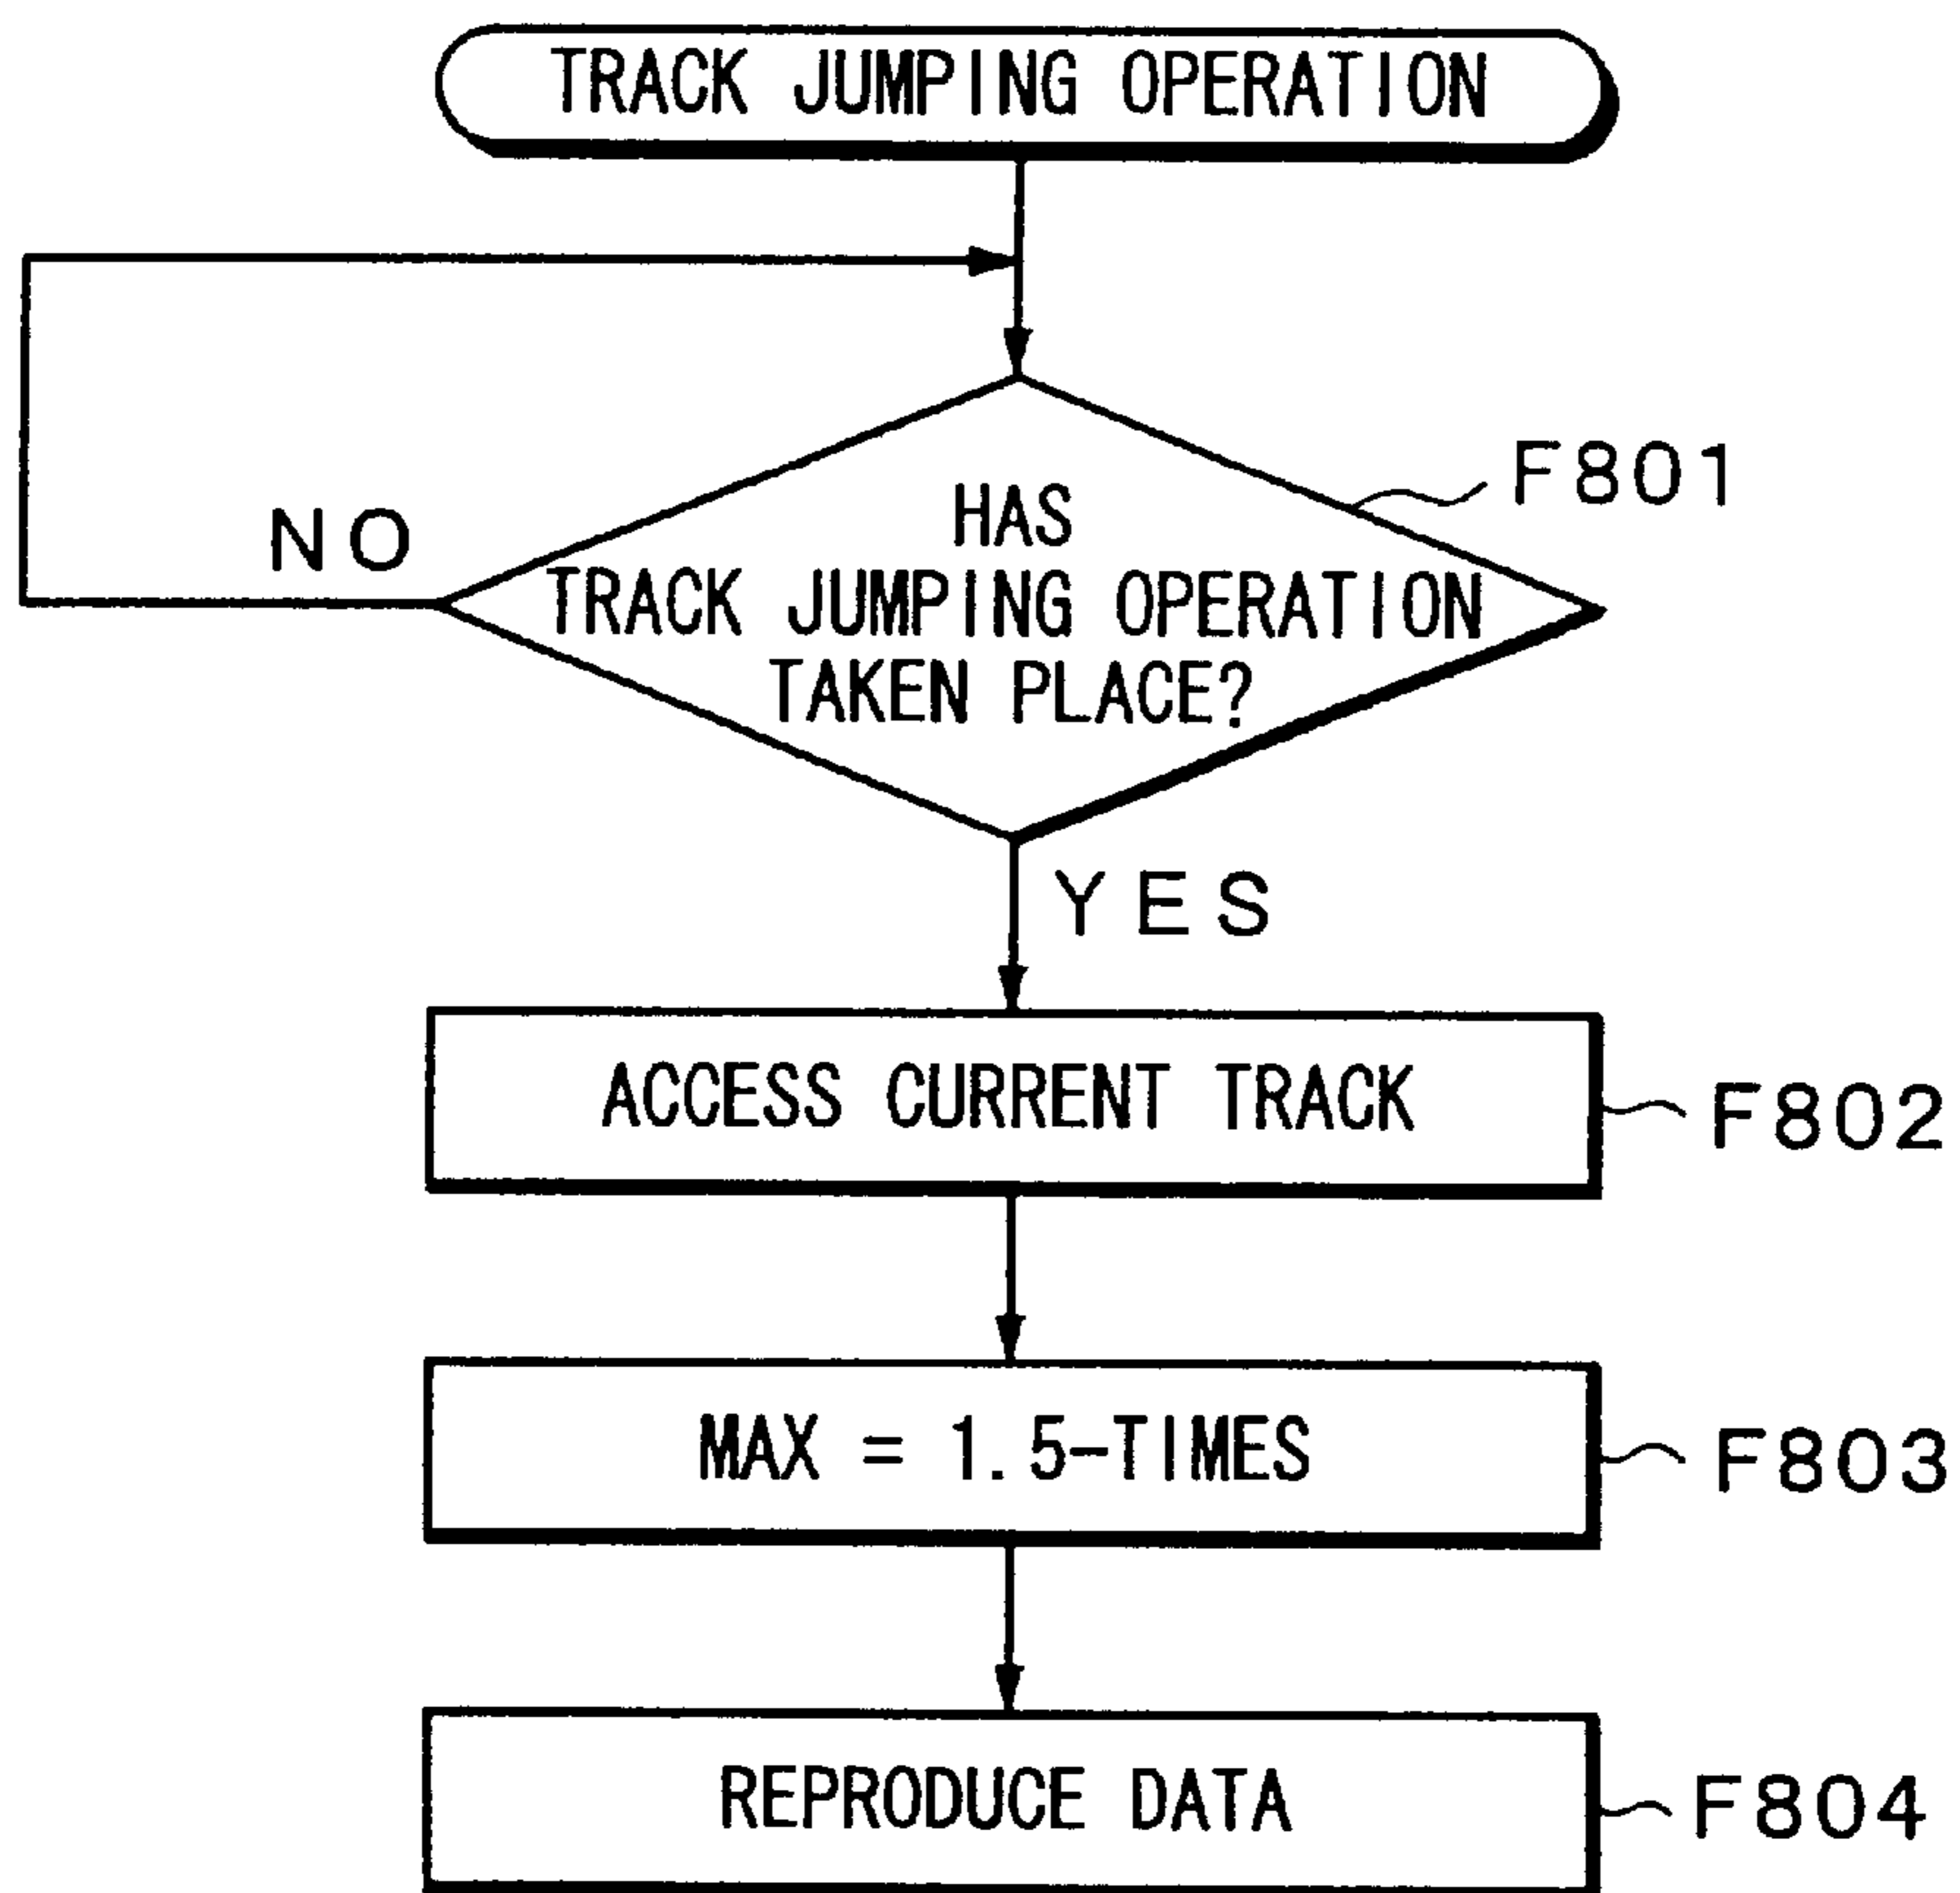 TRACK JUMPING OPERATION
F801
HAS
TRACK JUMPING OPERATION
TAKEN PLACE?
NO
YES
ACCESS CURRENT TRACK
F802
MAX = 1.5-TIMES
F803
REPRODUCE DATA
F804